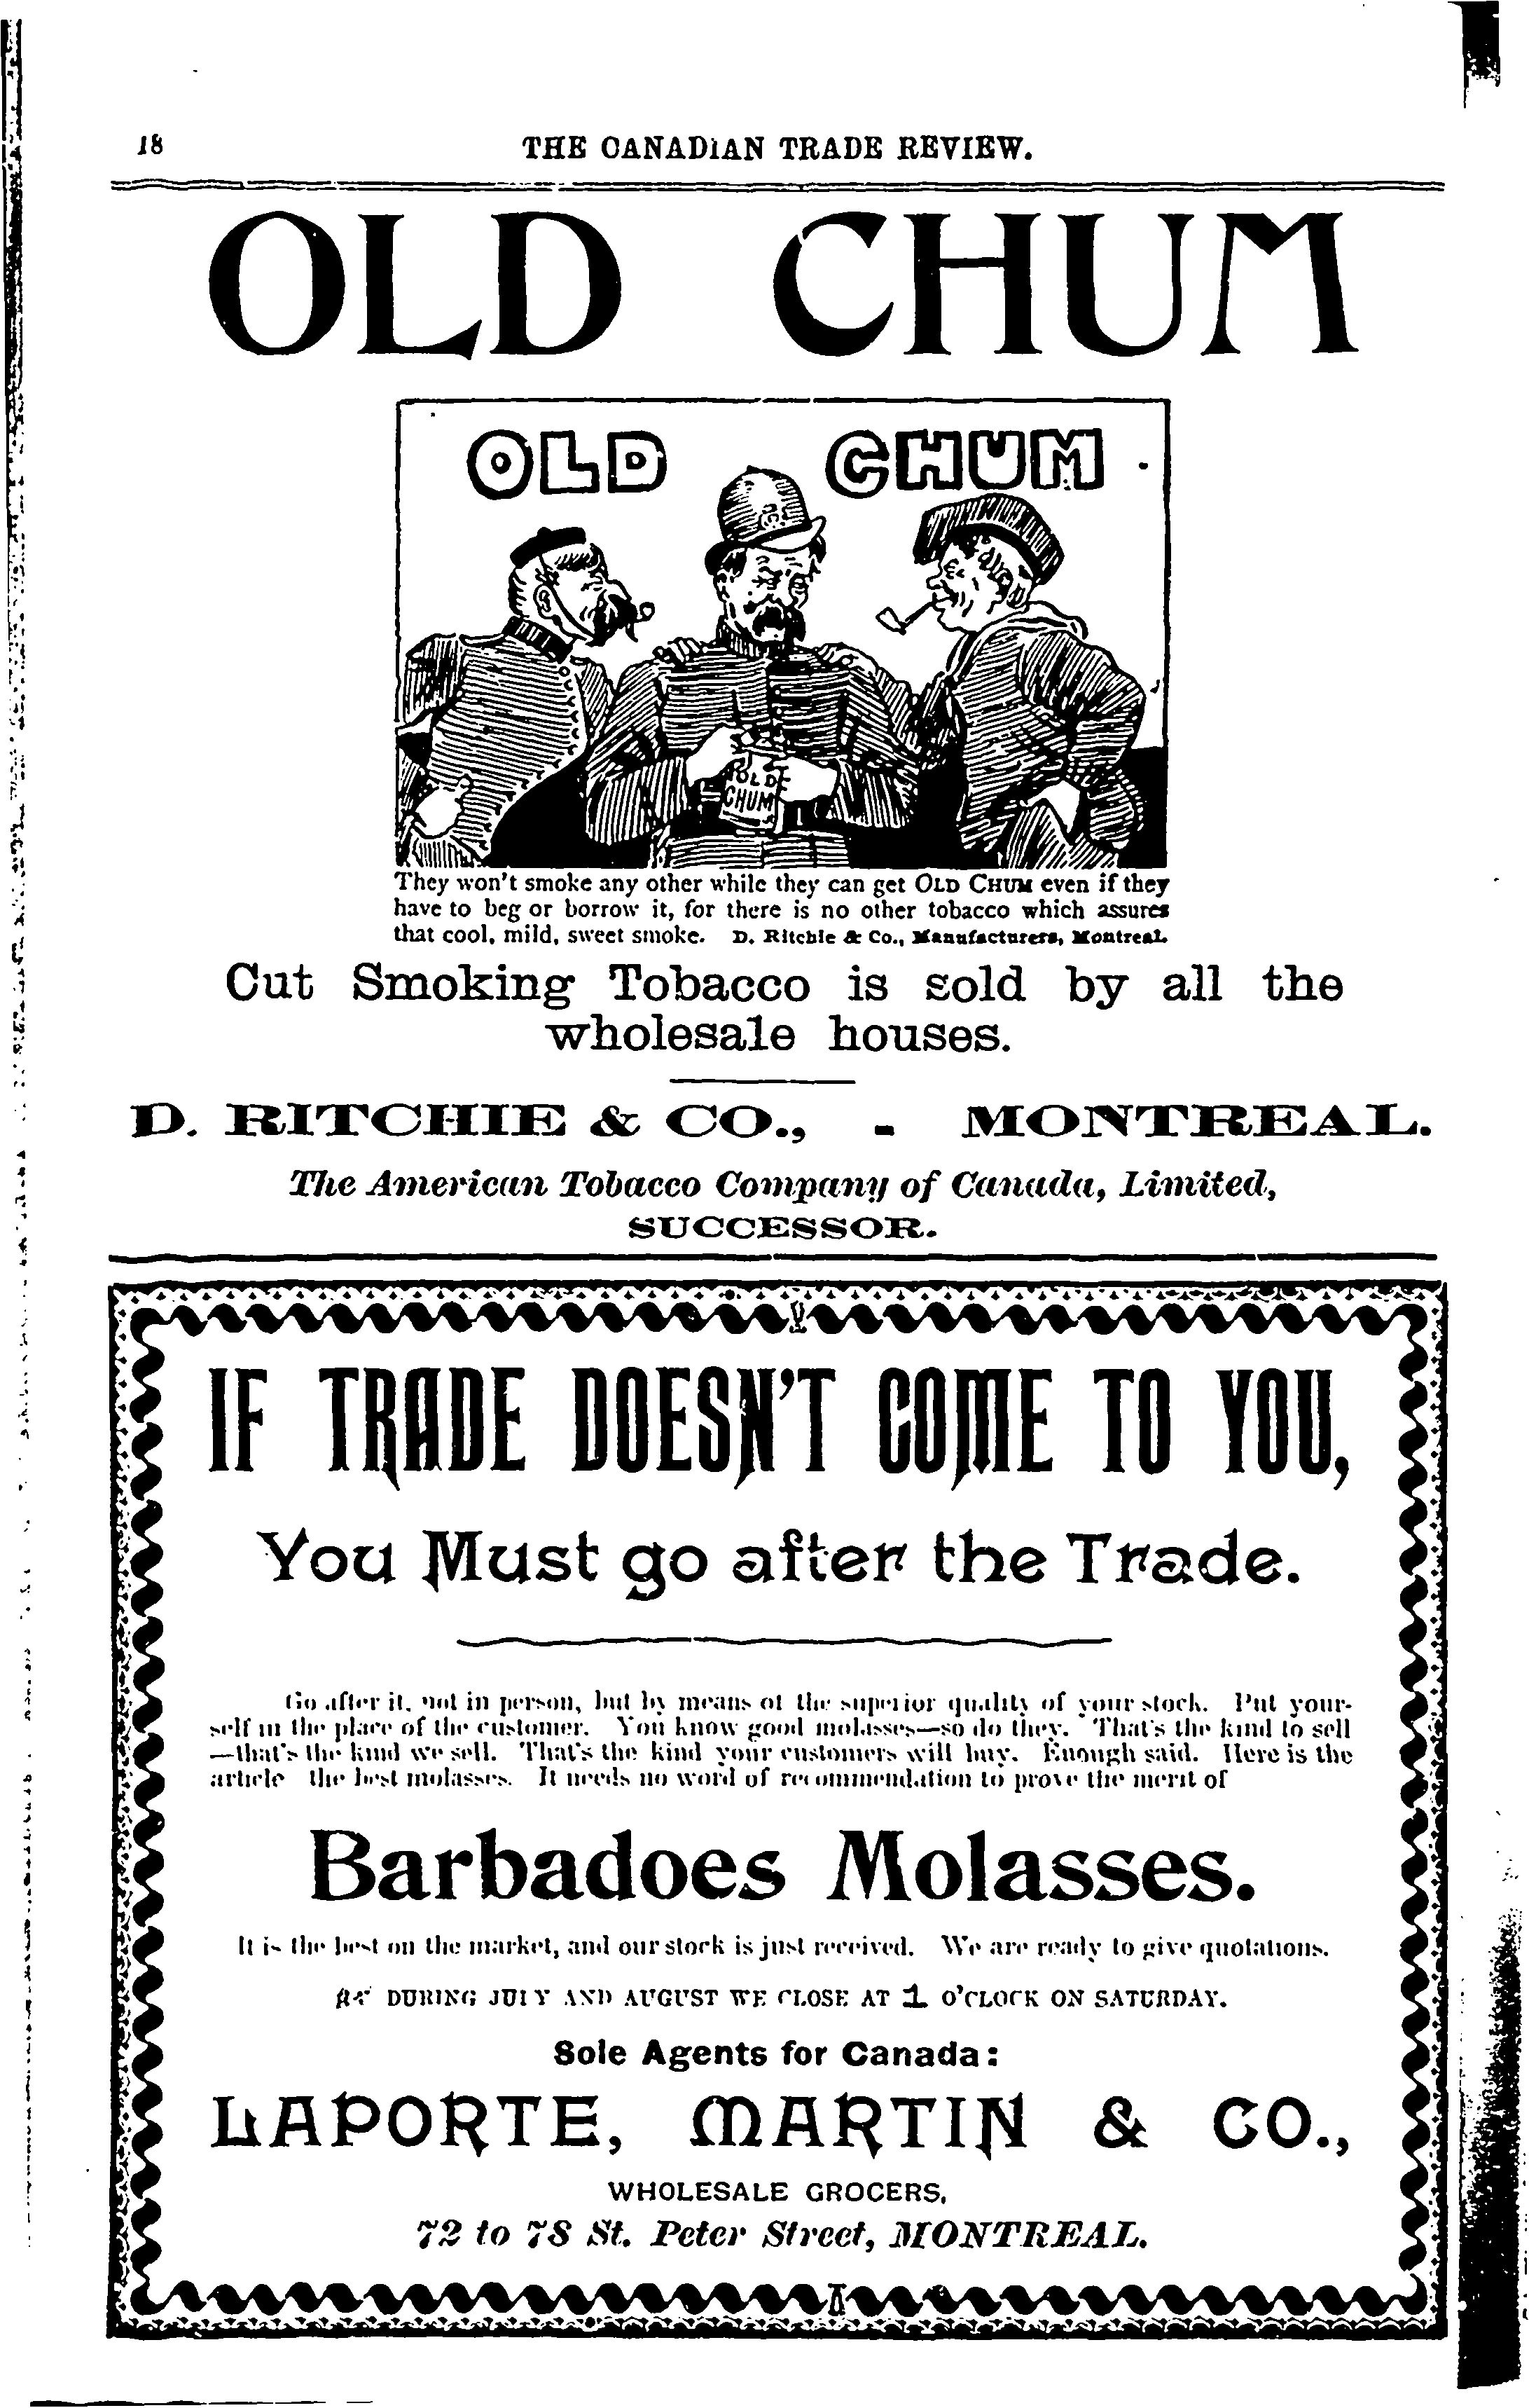 18
THE CANADIAN TRADE REVIEW.
OLD CHUM
OLD CHUM
OLD
CHUM
They won't smoke any other while they can get OLD CHUM even if they
have to beg or borrow it, for there is no other tobacco which assures
that cool, mild, sweet smoke. D. Ritchie & Co., Manufacturers, Montreal.
Cut Smoking Tobacco is sold by all the
wholesale houses.
D. RITCHIE & CO., - MONTREAL.
The American Tobacco Company of Canada, Limited,
SUCCESSOR.
IF TRADE DOESN'T COME TO YOU,
You Must go after the Trade.
Go after it, not in person, but by means of the superior quality of your stock. Put your-
self in the place of the customer. You know good molasses—so do they. That's the kind to sell
—that's the kind we sell. That's the kind your customers will buy. Enough said. Here is the
article the best molasses. It needs no word of recommendation to prove the merit of
Barbadoes Molasses.
It is the best on the market, and our stock is just received. We are ready to give quotations.
DURING JULY AND AUGUST WE CLOSE AT 1 O'CLOCK ON SATURDAY.
Sole Agents for Canada:
LAPORTE, MARTIN & CO.,
WHOLESALE GROCERS,
72 to 78 St. Peter Street, MONTREAL.